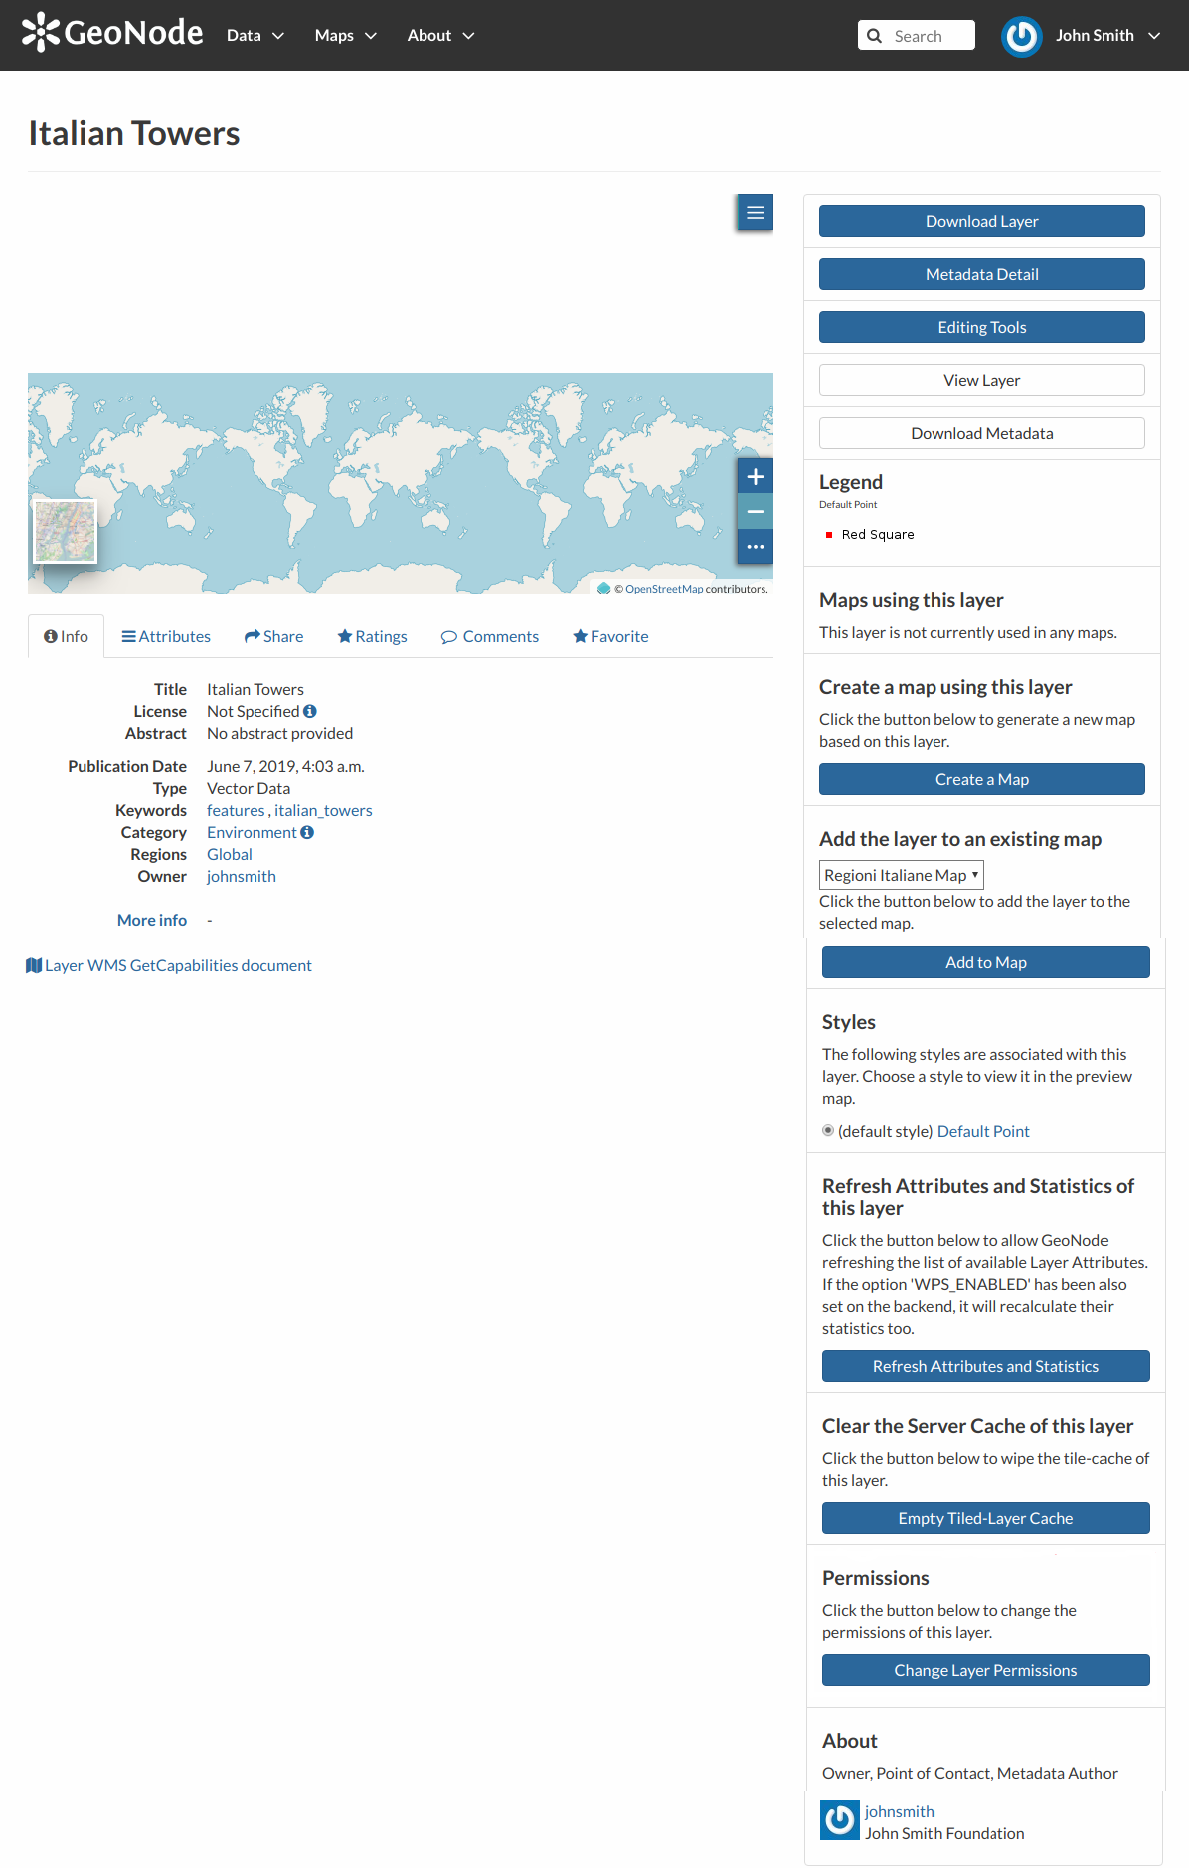 GeoNode Data Maps About Search John Smith
Italian Towers
© OpenStreetMap contributors.
Info Attributes Share Ratings Comments Favorite
Title Italian Towers
License Not Specified
Abstract No abstract provided
Publication Date June 7, 2019, 4:03 a.m.
Type Vector Data
Keywords features , italian_towers
Category Environment
Regions Global
Owner johnsmith
More info -
Layer WMS GetCapabilities document
Download Layer
Metadata Detail
Editing Tools
View Layer
Download Metadata
Legend
Default Point
Red Square
Maps using this layer
This layer is not currently used in any maps.
Create a map using this layer
Click the button below to generate a new map
based on this layer.
Create a Map
Add the layer to an existing map
Regioni Italiane Map
Click the button below to add the layer to the
selected map.
Add to Map
Styles
The following styles are associated with this
layer. Choose a style to view it in the preview
map.
(default style) Default Point
Refresh Attributes and Statistics of
this layer
Click the button below to allow GeoNode
refreshing the list of available Layer Attributes.
If the option 'WPS_ENABLED' has been also
set on the backend, it will recalculate their
statistics too.
Refresh Attributes and Statistics
Clear the Server Cache of this layer
Click the button below to wipe the tile-cache of
this layer.
Empty Tiled-Layer Cache
Permissions
Click the button below to change the
permissions of this layer.
Change Layer Permissions
About
Owner, Point of Contact, Metadata Author
johnsmith
John Smith Foundation